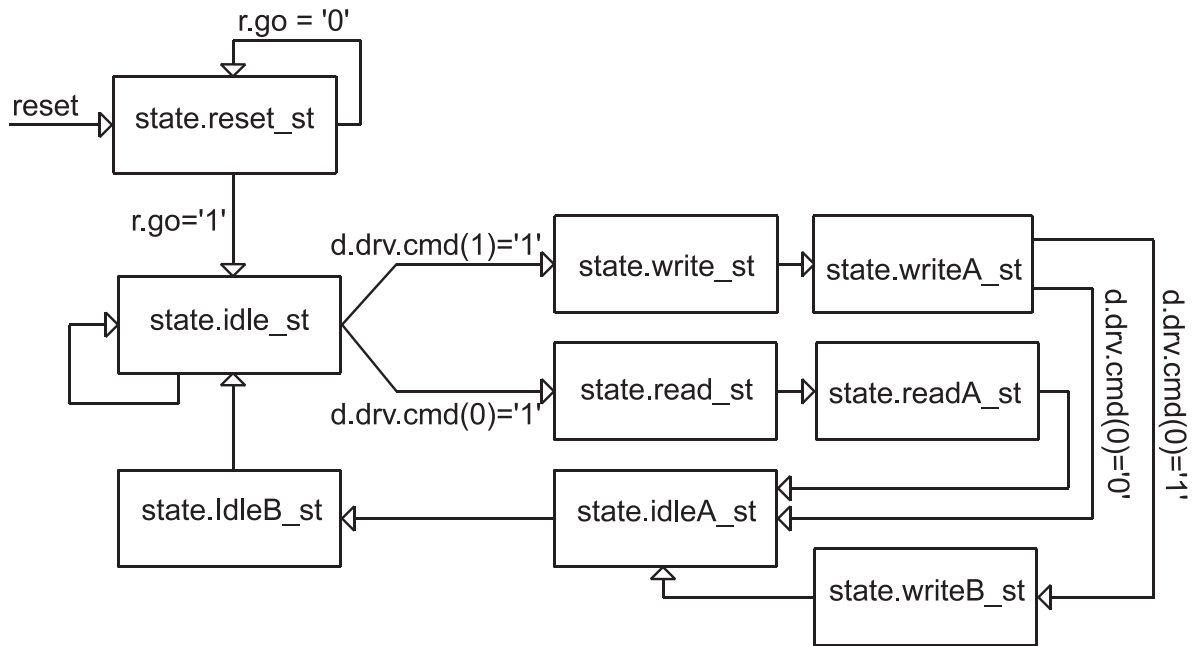 r.go = '0'
reset
state.reset_st
r.go='1'
d.drv.cmd(1)='1'
state.write_st
state.writeA_st
state.idle_st
d.drv.cmd(0)='1'
state.read_st
state.readA_st
d.drv.cmd(0)='0'
d.drv.cmd(0)='1'
state.IdleB_st
state.idleA_st
state.writeB_st